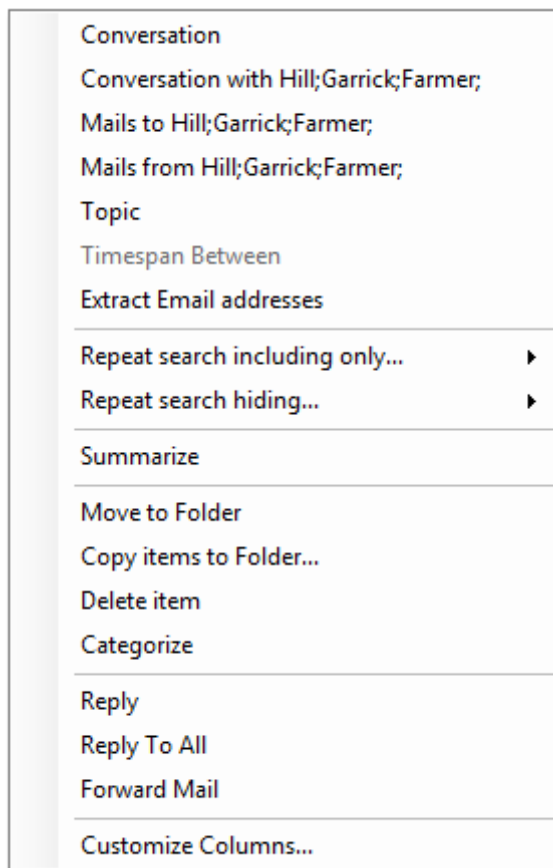 Conversation
Conversation with Hill;Garrick;Farmer;
Mails to Hill;Garrick;Farmer;
Mails from Hill;Garrick;Farmer;
Topic
Timespan Between
Extract Email addresses
Repeat search including only...
Repeat search hiding...
Summarize
Move to Folder
Copy items to Folder...
Delete item
Categorize
Reply
Reply To All
Forward Mail
Customize Columns...